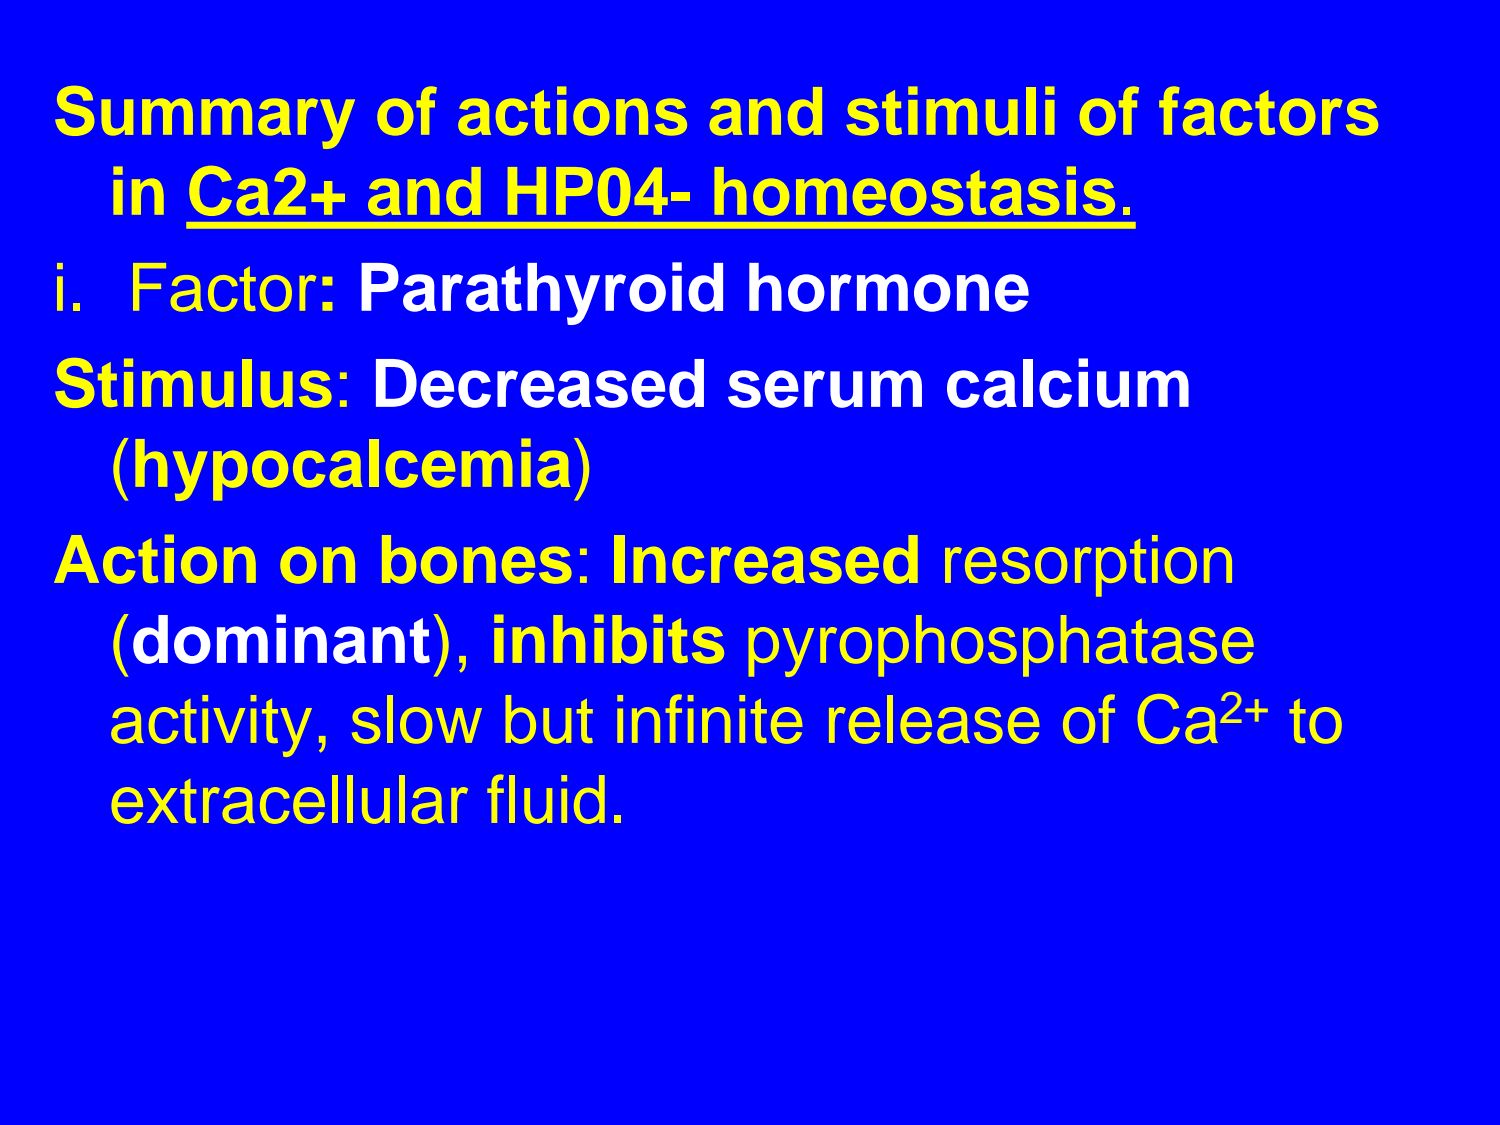 Summary of actions and stimuli of factors
in Ca2+ and HP04- homeostasis.
i. Factor: Parathyroid hormone
Stimulus: Decreased serum calcium
(hypocalcemia)
Action on bones: Increased resorption
(dominant), inhibits pyrophosphatase
activity, slow but infinite release of Ca²⁺ to
extracellular fluid.